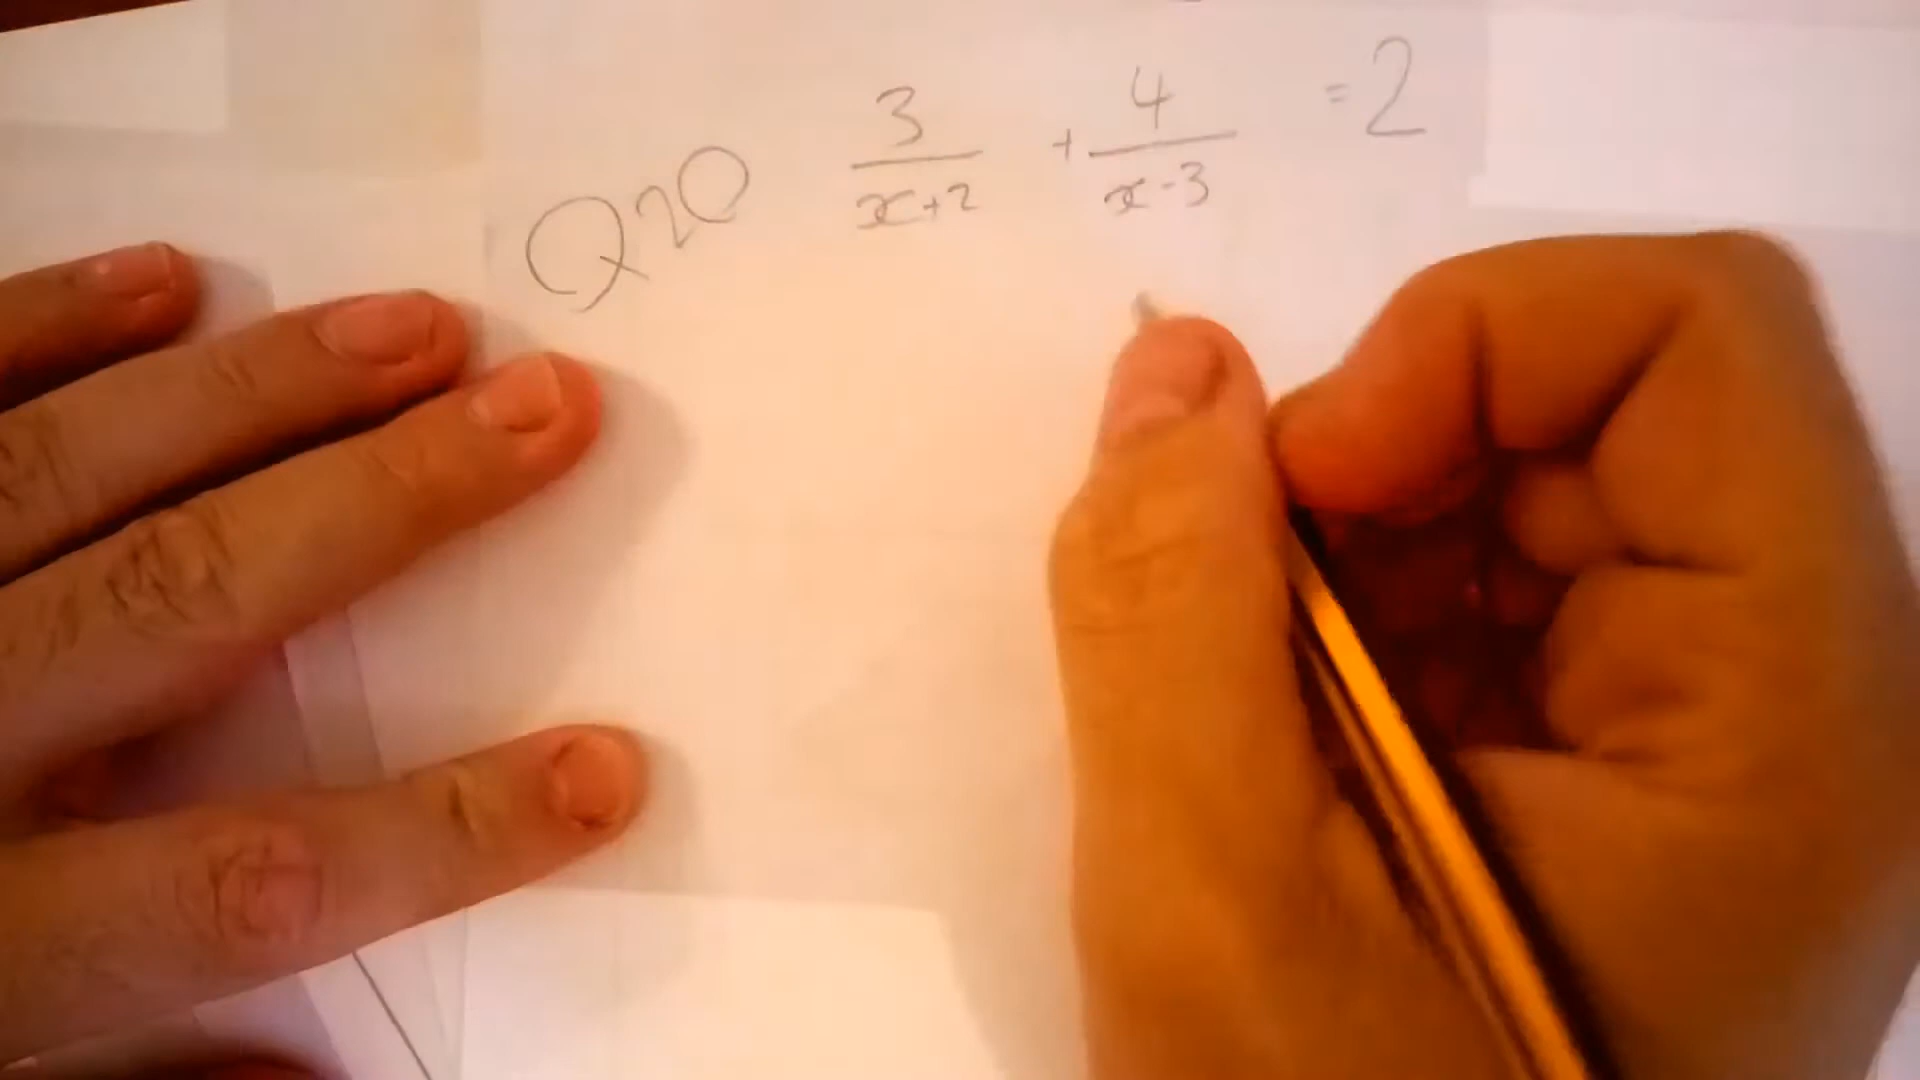 Q20 3/(x+2) + 4/(x-3) = 2